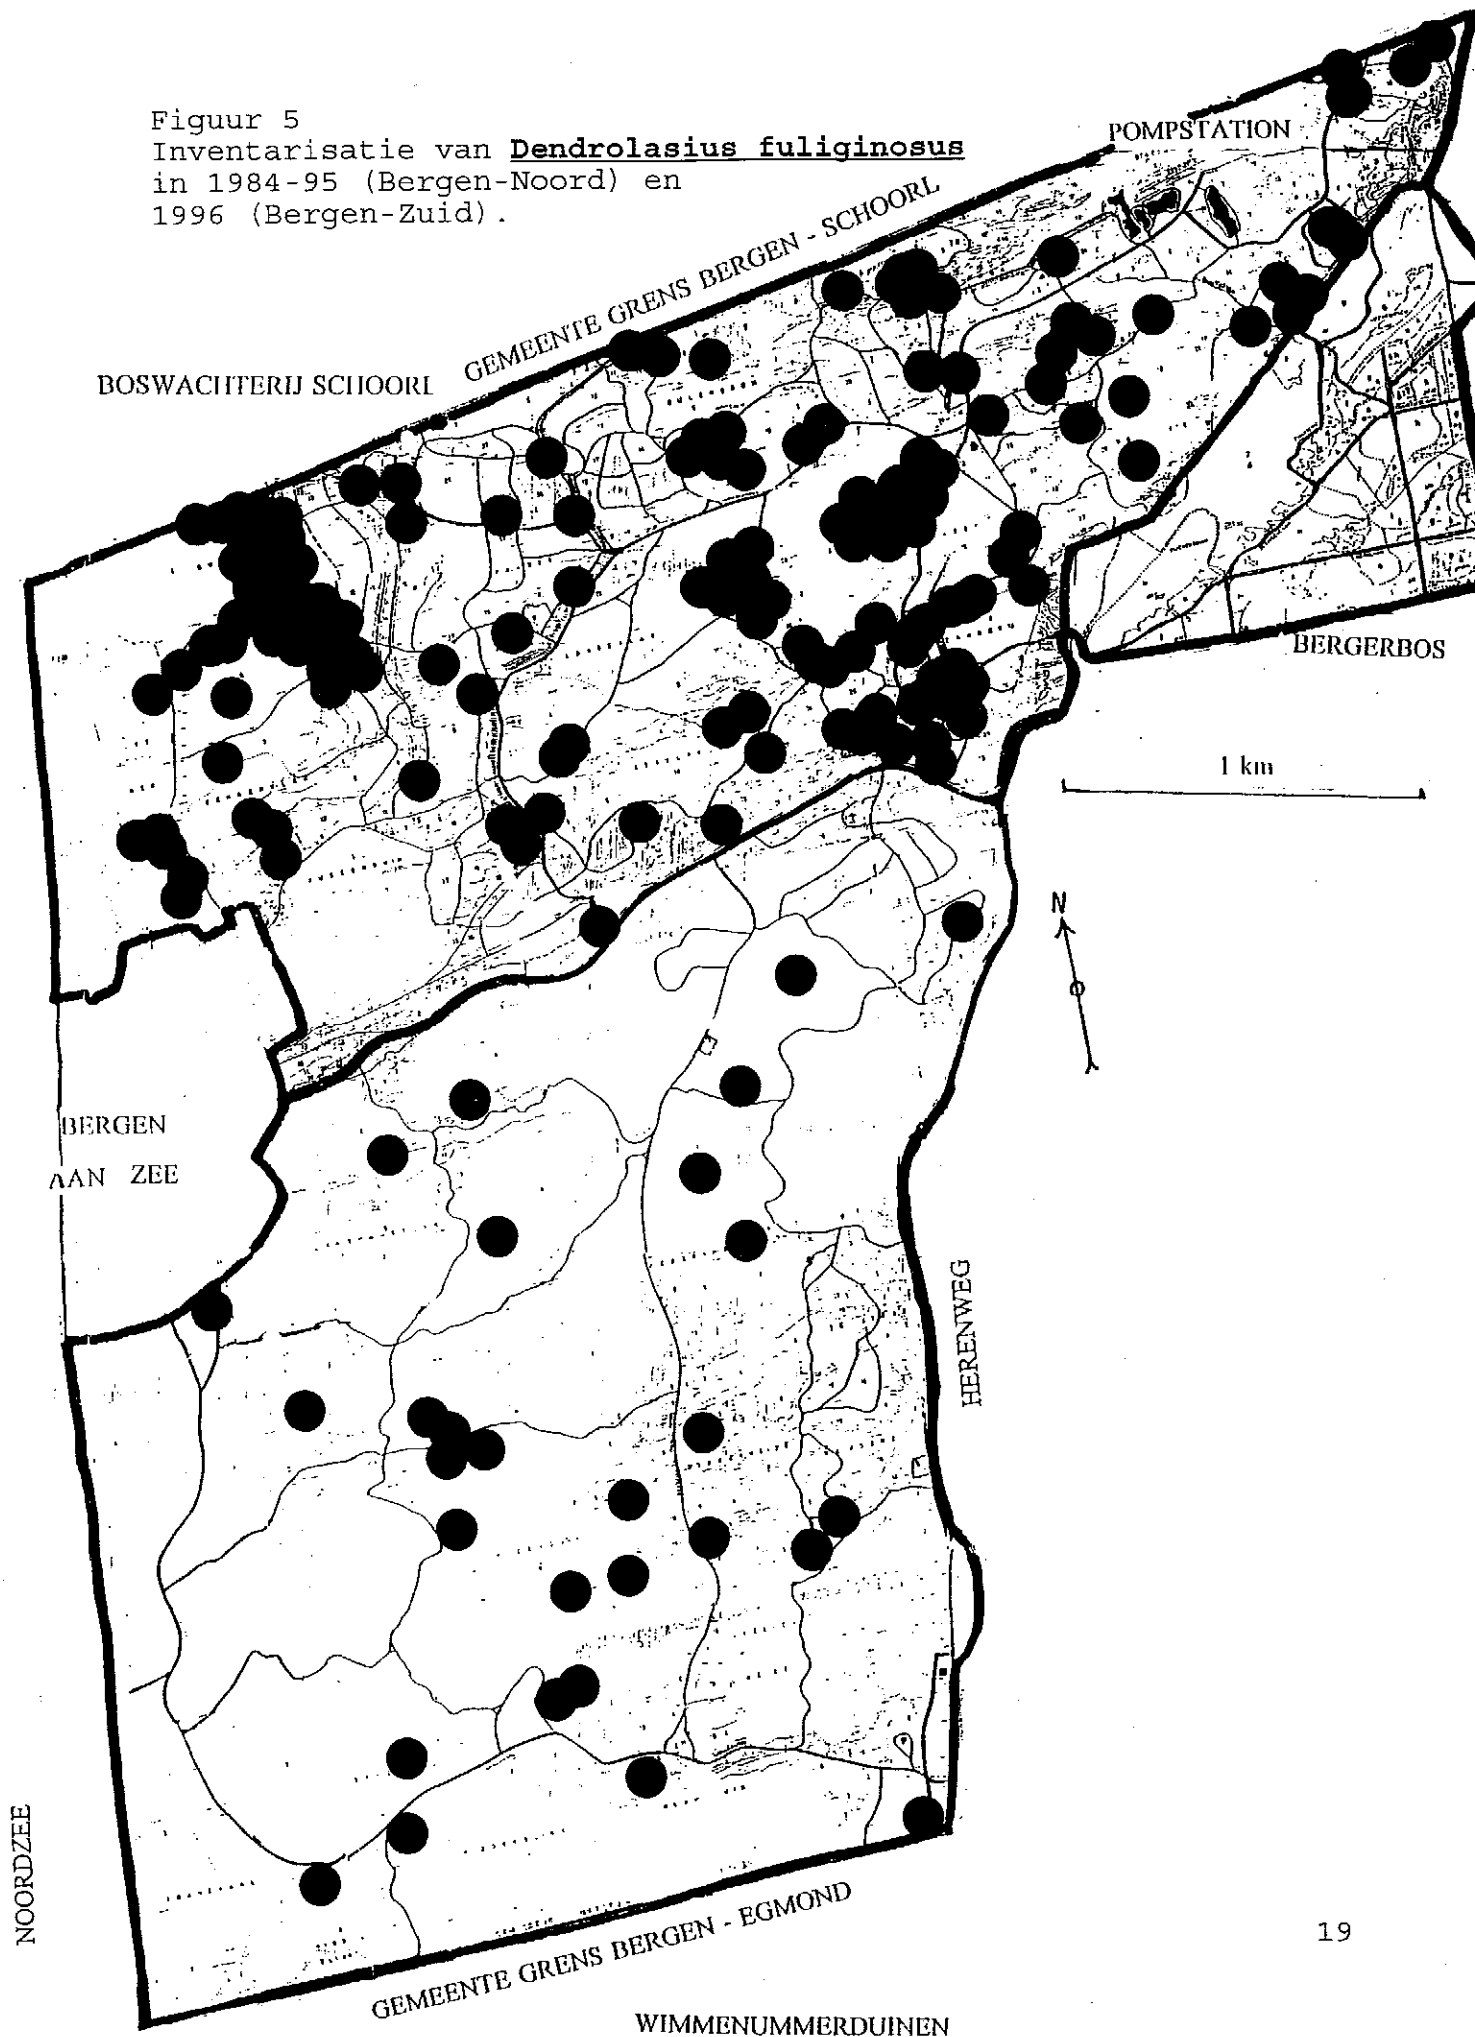 Figuur 5
Inventarisatie van Dendrolasius fuliginosus
in 1984-95 (Bergen-Noord) en
1996 (Bergen-Zuid).
POMPSTATION
GEMEENTE GRENS BERGEN - SCHOORL
BOSWACHTERIJ SCHOORL
BERGERBOS
1 km
N
BERGEN
AAN ZEE
HERENWEG
NOORDZEE
GEMEENTE GRENS BERGEN - EGMOND
19
WIMMENUMMERDUINEN